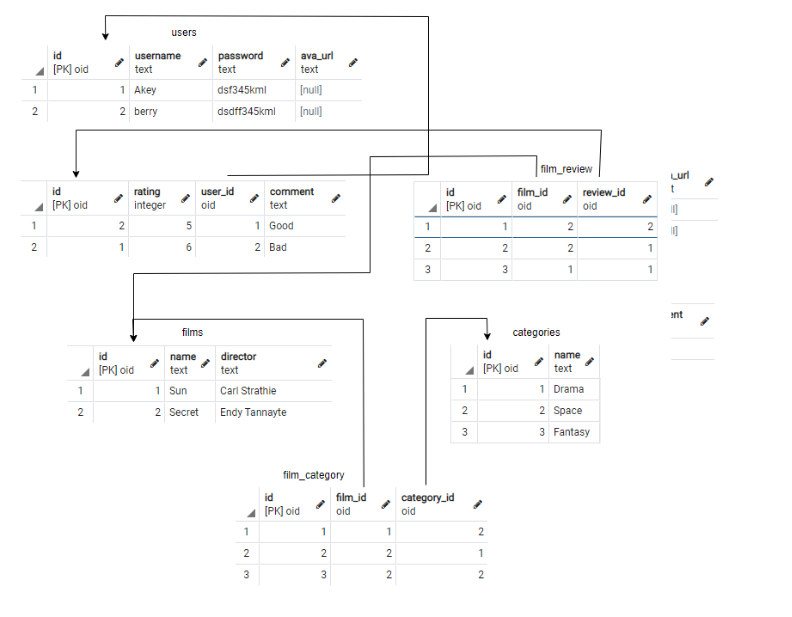 users
id username password ava_url
[PK] oid text text text
1 1 Akey dsf345kml [null]
2 2 berry dsdff345kml [null]
id rating user_id comment
[PK] oid integer oid text
1 2 5 1 Good
2 1 6 2 Bad
film_review
id film_id review_id
[PK] oid oid oid
1 1 2 2
2 2 2 1
3 3 1 1
_url
t
l]
l]
ent
films
id name director
[PK] oid text text
1 1 Sun Carl Strathie
2 2 Secret Endy Tannayte
categories
id name
[PK] oid text
1 1 Drama
2 2 Space
3 3 Fantasy
film_category
id film_id category_id
[PK] oid oid oid
1 1 1 2
2 2 2 1
3 3 2 2